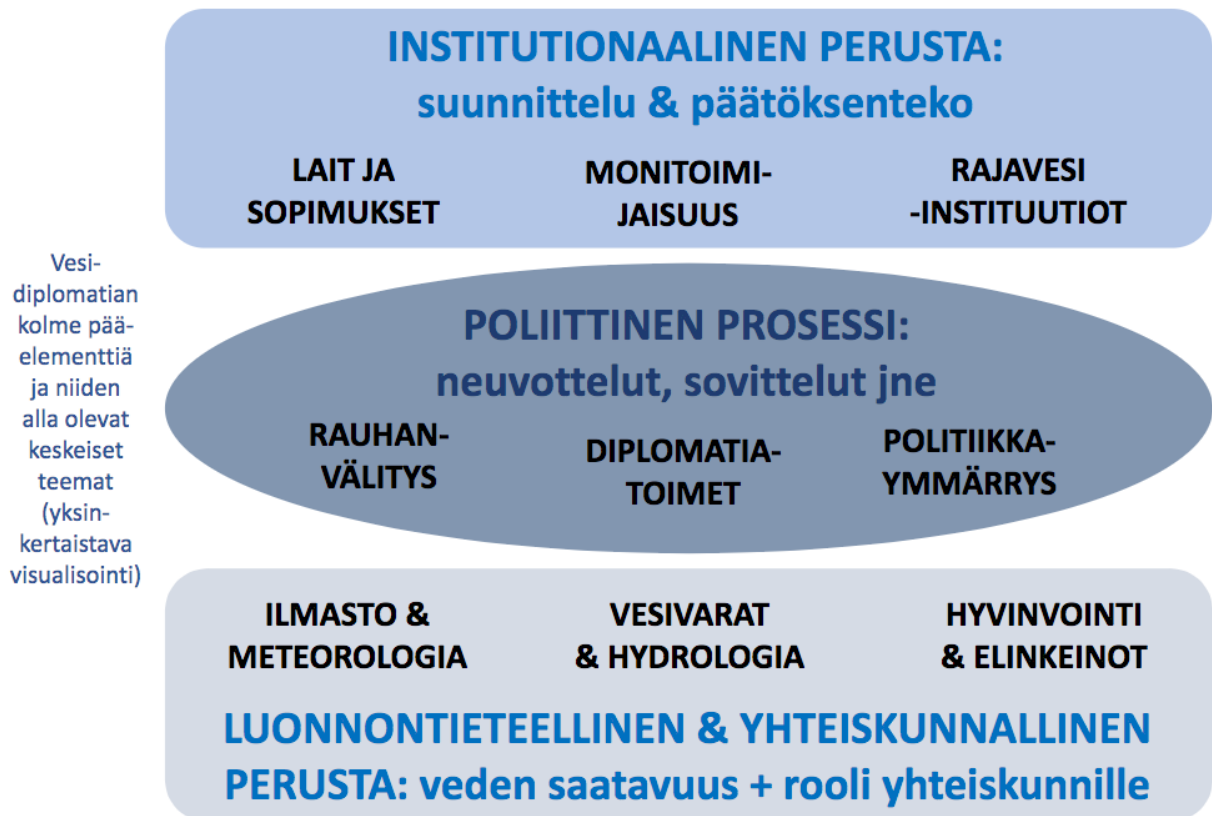 INSTITUTIONAALINEN PERUSTA:
suunnittelu & päätöksenteko
LAIT JA
SOPIMUKSET
MONITOIMI-
JAISUUS
RAJAVESI
-INSTITUUTIOT
Vesi-
diplomatian
kolme pää-
elementtiä
ja niiden
alla olevat
keskeiset
teemat
(yksin-
kertaistava
visualisointi)
POLIITTINEN PROSESSI:
neuvottelut, sovittelut jne
RAUHAN-
VÄLITYS
DIPLOMATIA-
TOIMET
POLITIIKKA-
YMMÄRRYS
ILMASTO &
METEOROLOGIA
VESIVARAT
& HYDROLOGIA
HYVINVOINTI
& ELINKEINOT
LUONNONTIETEELLINEN & YHTEISKUNNALLINEN
PERUSTA: veden saatavuus + rooli yhteiskunnille